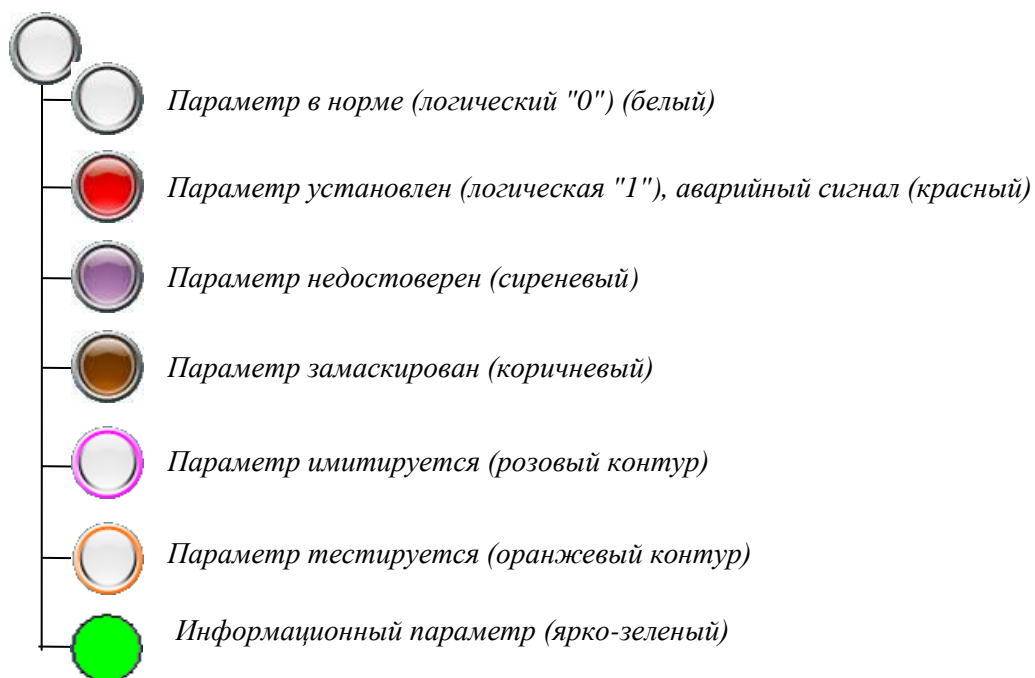 Параметр в норме (логический "0") (белый)
Параметр установлен (логическая "1"), аварийный сигнал (красный)
Параметр недостоверен (сиреневый)
Параметр замаскирован (коричневый)
Параметр имитируется (розовый контур)
Параметр тестируется (оранжевый контур)
Информационный параметр (ярко-зеленый)